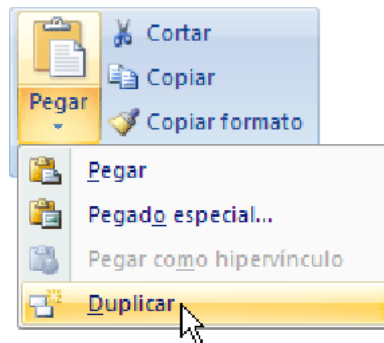 Cortar
Copiar
Pegar
Copiar formato
Pegar
Pegado especial...
Pegar como hipervínculo
Duplicar